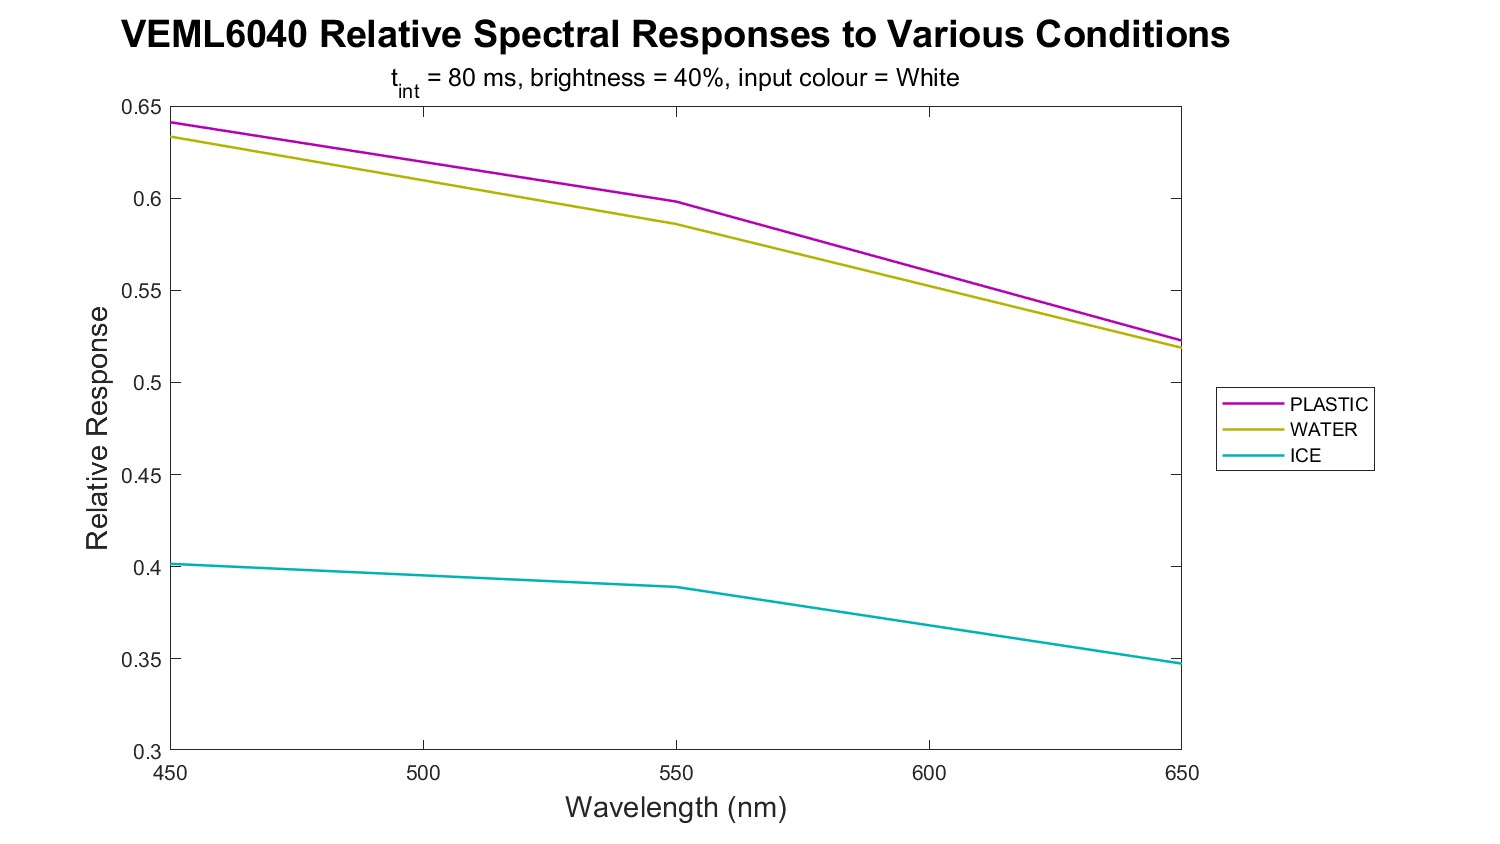 VEML6040 Relative Spectral Responses to Various Conditions
t_int = 80 ms, brightness = 40%, input colour = White
0.65
0.6
0.55
0.5
0.45
0.4
0.35
0.3
Relative Response
450 500 550 600 650
Wavelength (nm)
PLASTIC
WATER
ICE